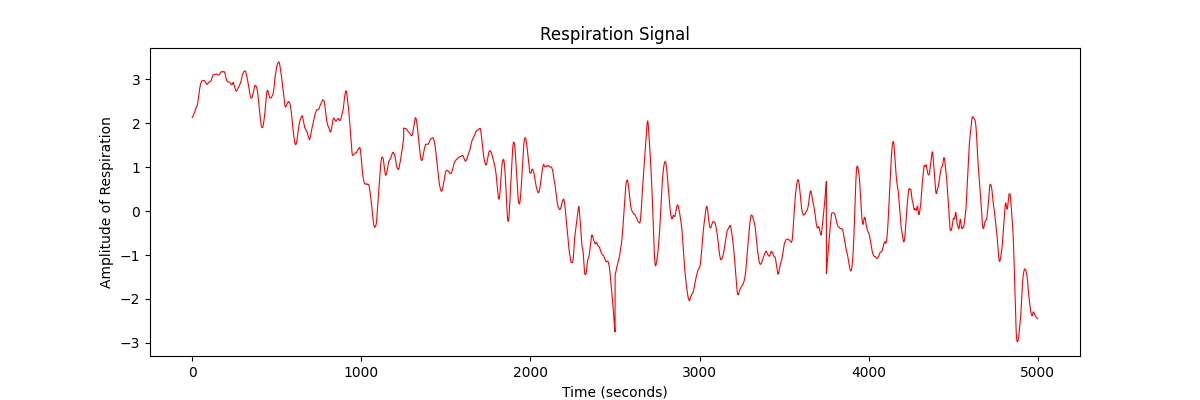 Respiration Signal
Amplitude of Respiration
3
2
1
0
−1
−2
−3
0 1000 2000 3000 4000 5000
Time (seconds)